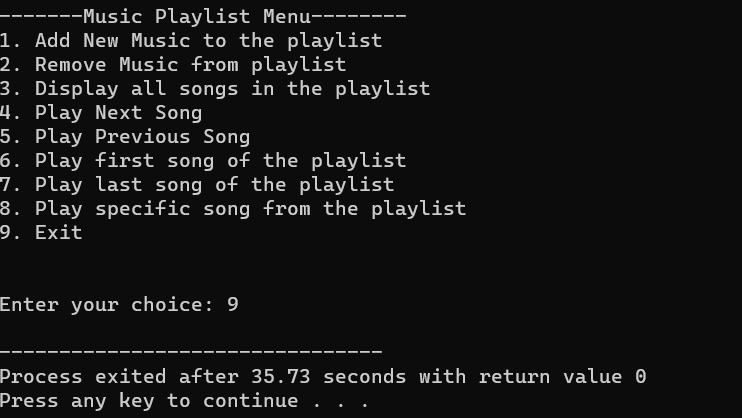 -------Music Playlist Menu--------
1. Add New Music to the playlist
2. Remove Music from playlist
3. Display all songs in the playlist
4. Play Next Song
5. Play Previous Song
6. Play first song of the playlist
7. Play last song of the playlist
8. Play specific song from the playlist
9. Exit
Enter your choice: 9
--------------------------------
Process exited after 35.73 seconds with return value 0
Press any key to continue . . .